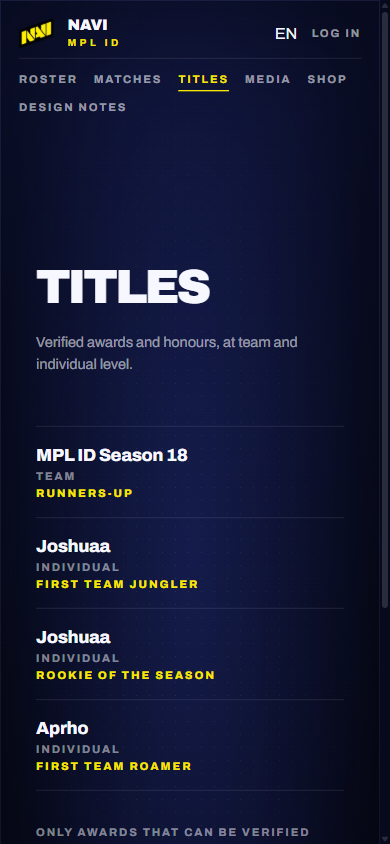 NAVI
MPL ID
EN LOG IN
ROSTER MATCHES TITLES MEDIA SHOP
DESIGN NOTES
TITLES
Verified awards and honours, at team and
individual level.
MPL ID Season 18
TEAM
RUNNERS-UP
Joshuaa
INDIVIDUAL
FIRST TEAM JUNGLER
Joshuaa
INDIVIDUAL
ROOKIE OF THE SEASON
Aprho
INDIVIDUAL
FIRST TEAM ROAMER
ONLY AWARDS THAT CAN BE VERIFIED